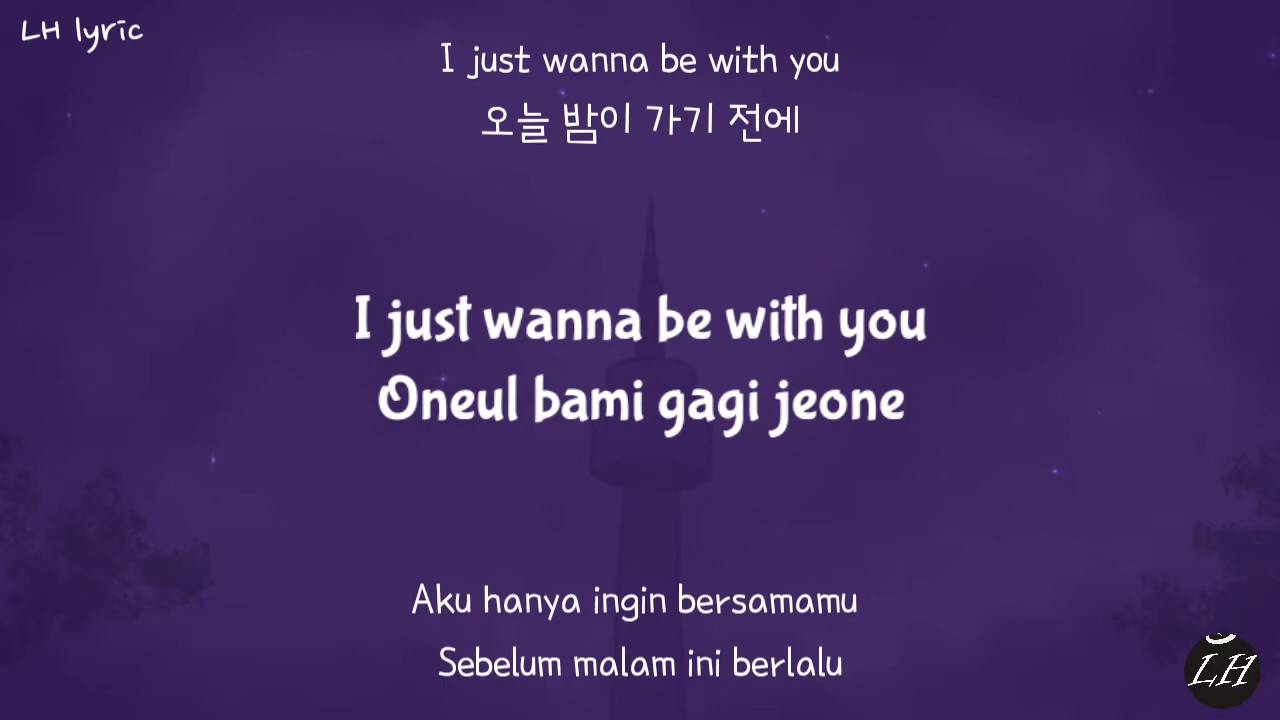 LH lyric
I just wanna be with you
오늘 밤이 가기 전에
I just wanna be with you
Oneul bami gagi jeone
Aku hanya ingin bersamamu
Sebelum malam ini berlalu
LH